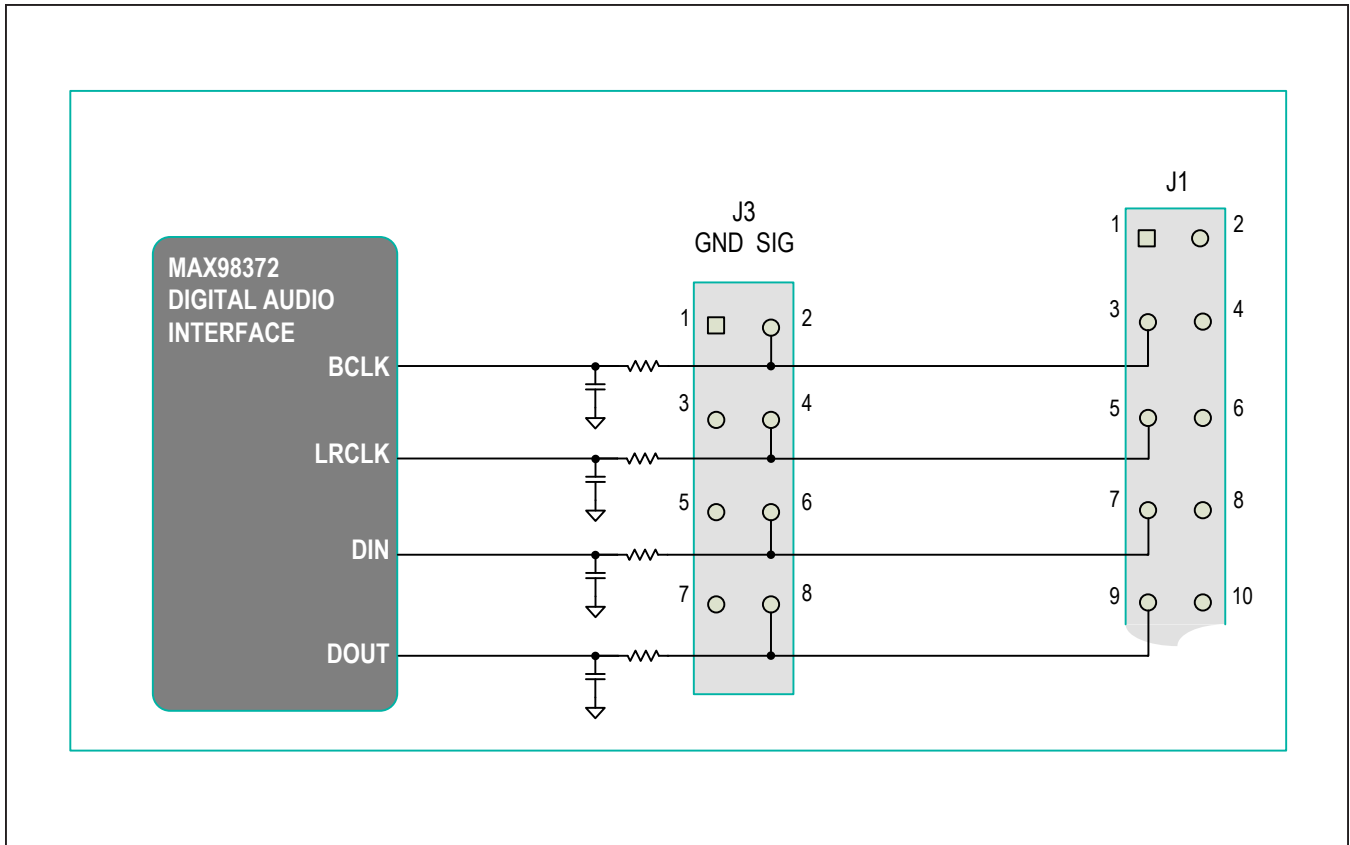 J1
J3
GND SIG
1 2
MAX98372
DIGITAL AUDIO
INTERFACE
1 2
3 4
BCLK
3 4
5 6
LRCLK
5 6
7 8
DIN
7 8
9 10
DOUT